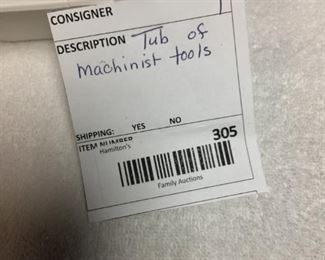 CONSIGNER
DESCRIPTION Tub of
machinist tools
SHIPPING: YES NO
ITEM NUMBER 305
Hamilton's
Family Auctions